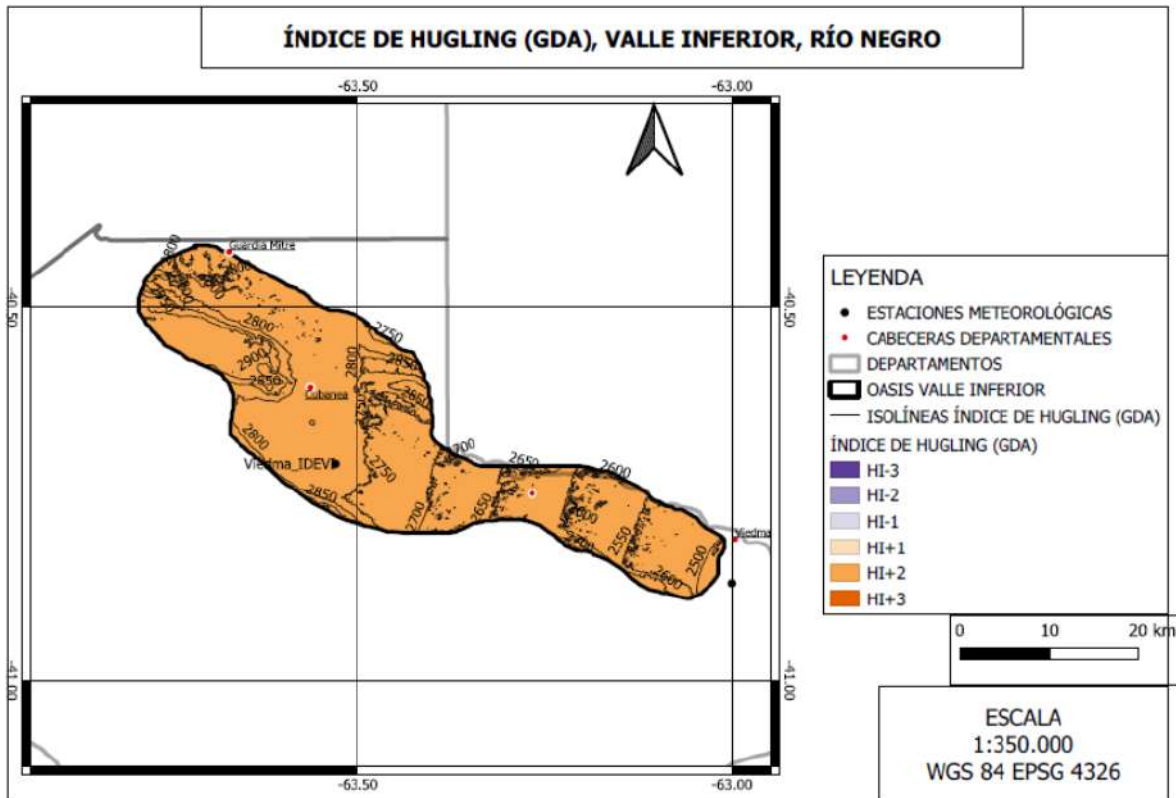 ÍNDICE DE HUGLING (GDA), VALLE INFERIOR, RÍO NEGRO
-63.50
-63.00
-40.50
-40.50
-41.00
-41.00
Guardia Mitre
2800
2800
2900
2850
2750
2850
2800
2750
Cubanea
2800
Viedma_IDEVI
2750
2850
2700
2650
2650
2600
2600
2550
2600
2500
Viedma
-63.50
-63.00
LEYENDA
ESTACIONES METEOROLÓGICAS
CABECERAS DEPARTAMENTALES
DEPARTAMENTOS
OASIS VALLE INFERIOR
ISOLÍNEAS ÍNDICE DE HUGLING (GDA)
ÍNDICE DE HUGLING (GDA)
HI-3
HI-2
HI-1
HI+1
HI+2
HI+3
0 10 20 km
ESCALA
1:350.000
WGS 84 EPSG 4326